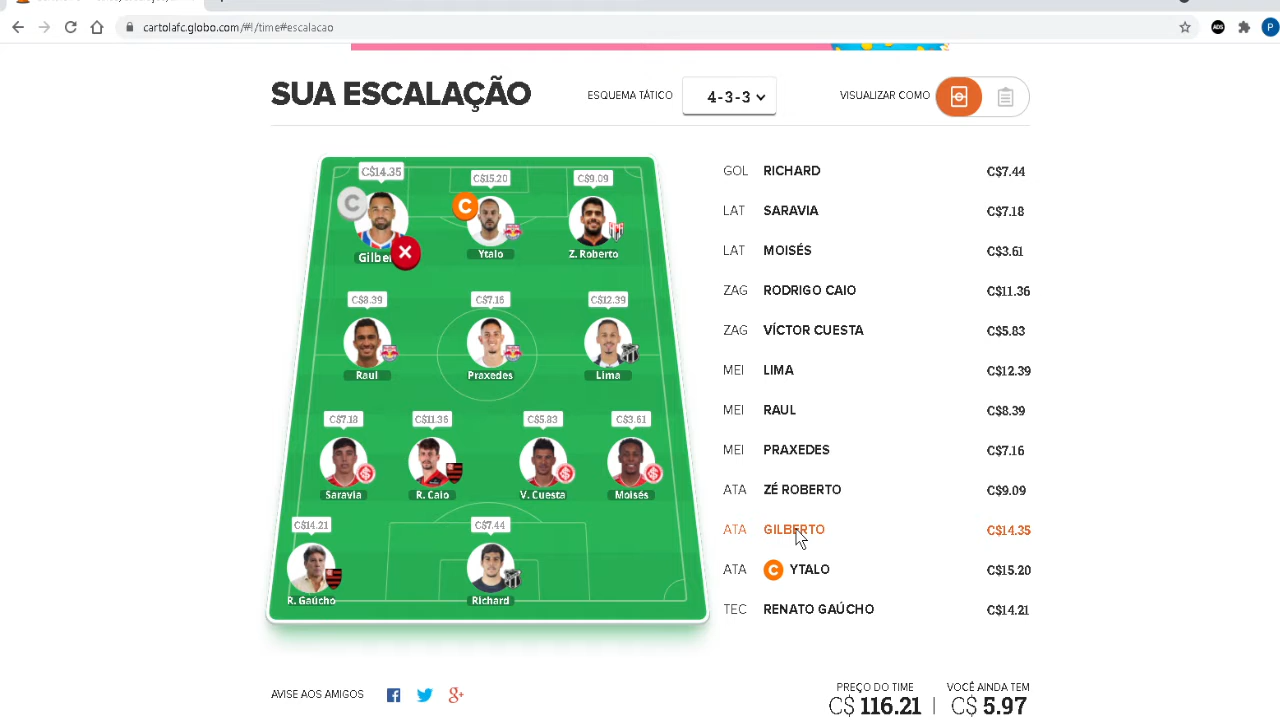 cartolafc.globo.com/#!/time#escalacao
ADS
P
SUA ESCALAÇÃO
ESQUEMA TÁTICO
4-3-3
VISUALIZAR COMO
C$14.35
C$15.20
C$9.09
C
C
Ytalo
Z. Roberto
C$8.39
C$7.16
C$12.39
Raul
Praxedes
Lima
C$7.18
C$11.36
C$5.83
C$3.61
Saravia
R. Caio
V. Cuesta
Moisés
C$14.21
C$7.44
R. Gaúcho
Richard
GOL RICHARD C$7.44
LAT SARAVIA C$7.18
LAT MOISÉS C$3.61
ZAG RODRIGO CAIO C$11.36
ZAG VÍCTOR CUESTA C$5.83
MEI LIMA C$12.39
MEI RAUL C$8.39
MEI PRAXEDES C$7.16
ATA ZÉ ROBERTO C$9.09
ATA GILBERTO C$14.35
ATA C YTALO C$15.20
TEC RENATO GAÚCHO C$14.21
AVISE AOS AMIGOS
PREÇO DO TIME
C$ 116.21
VOCÊ AINDA TEM
C$ 5.97